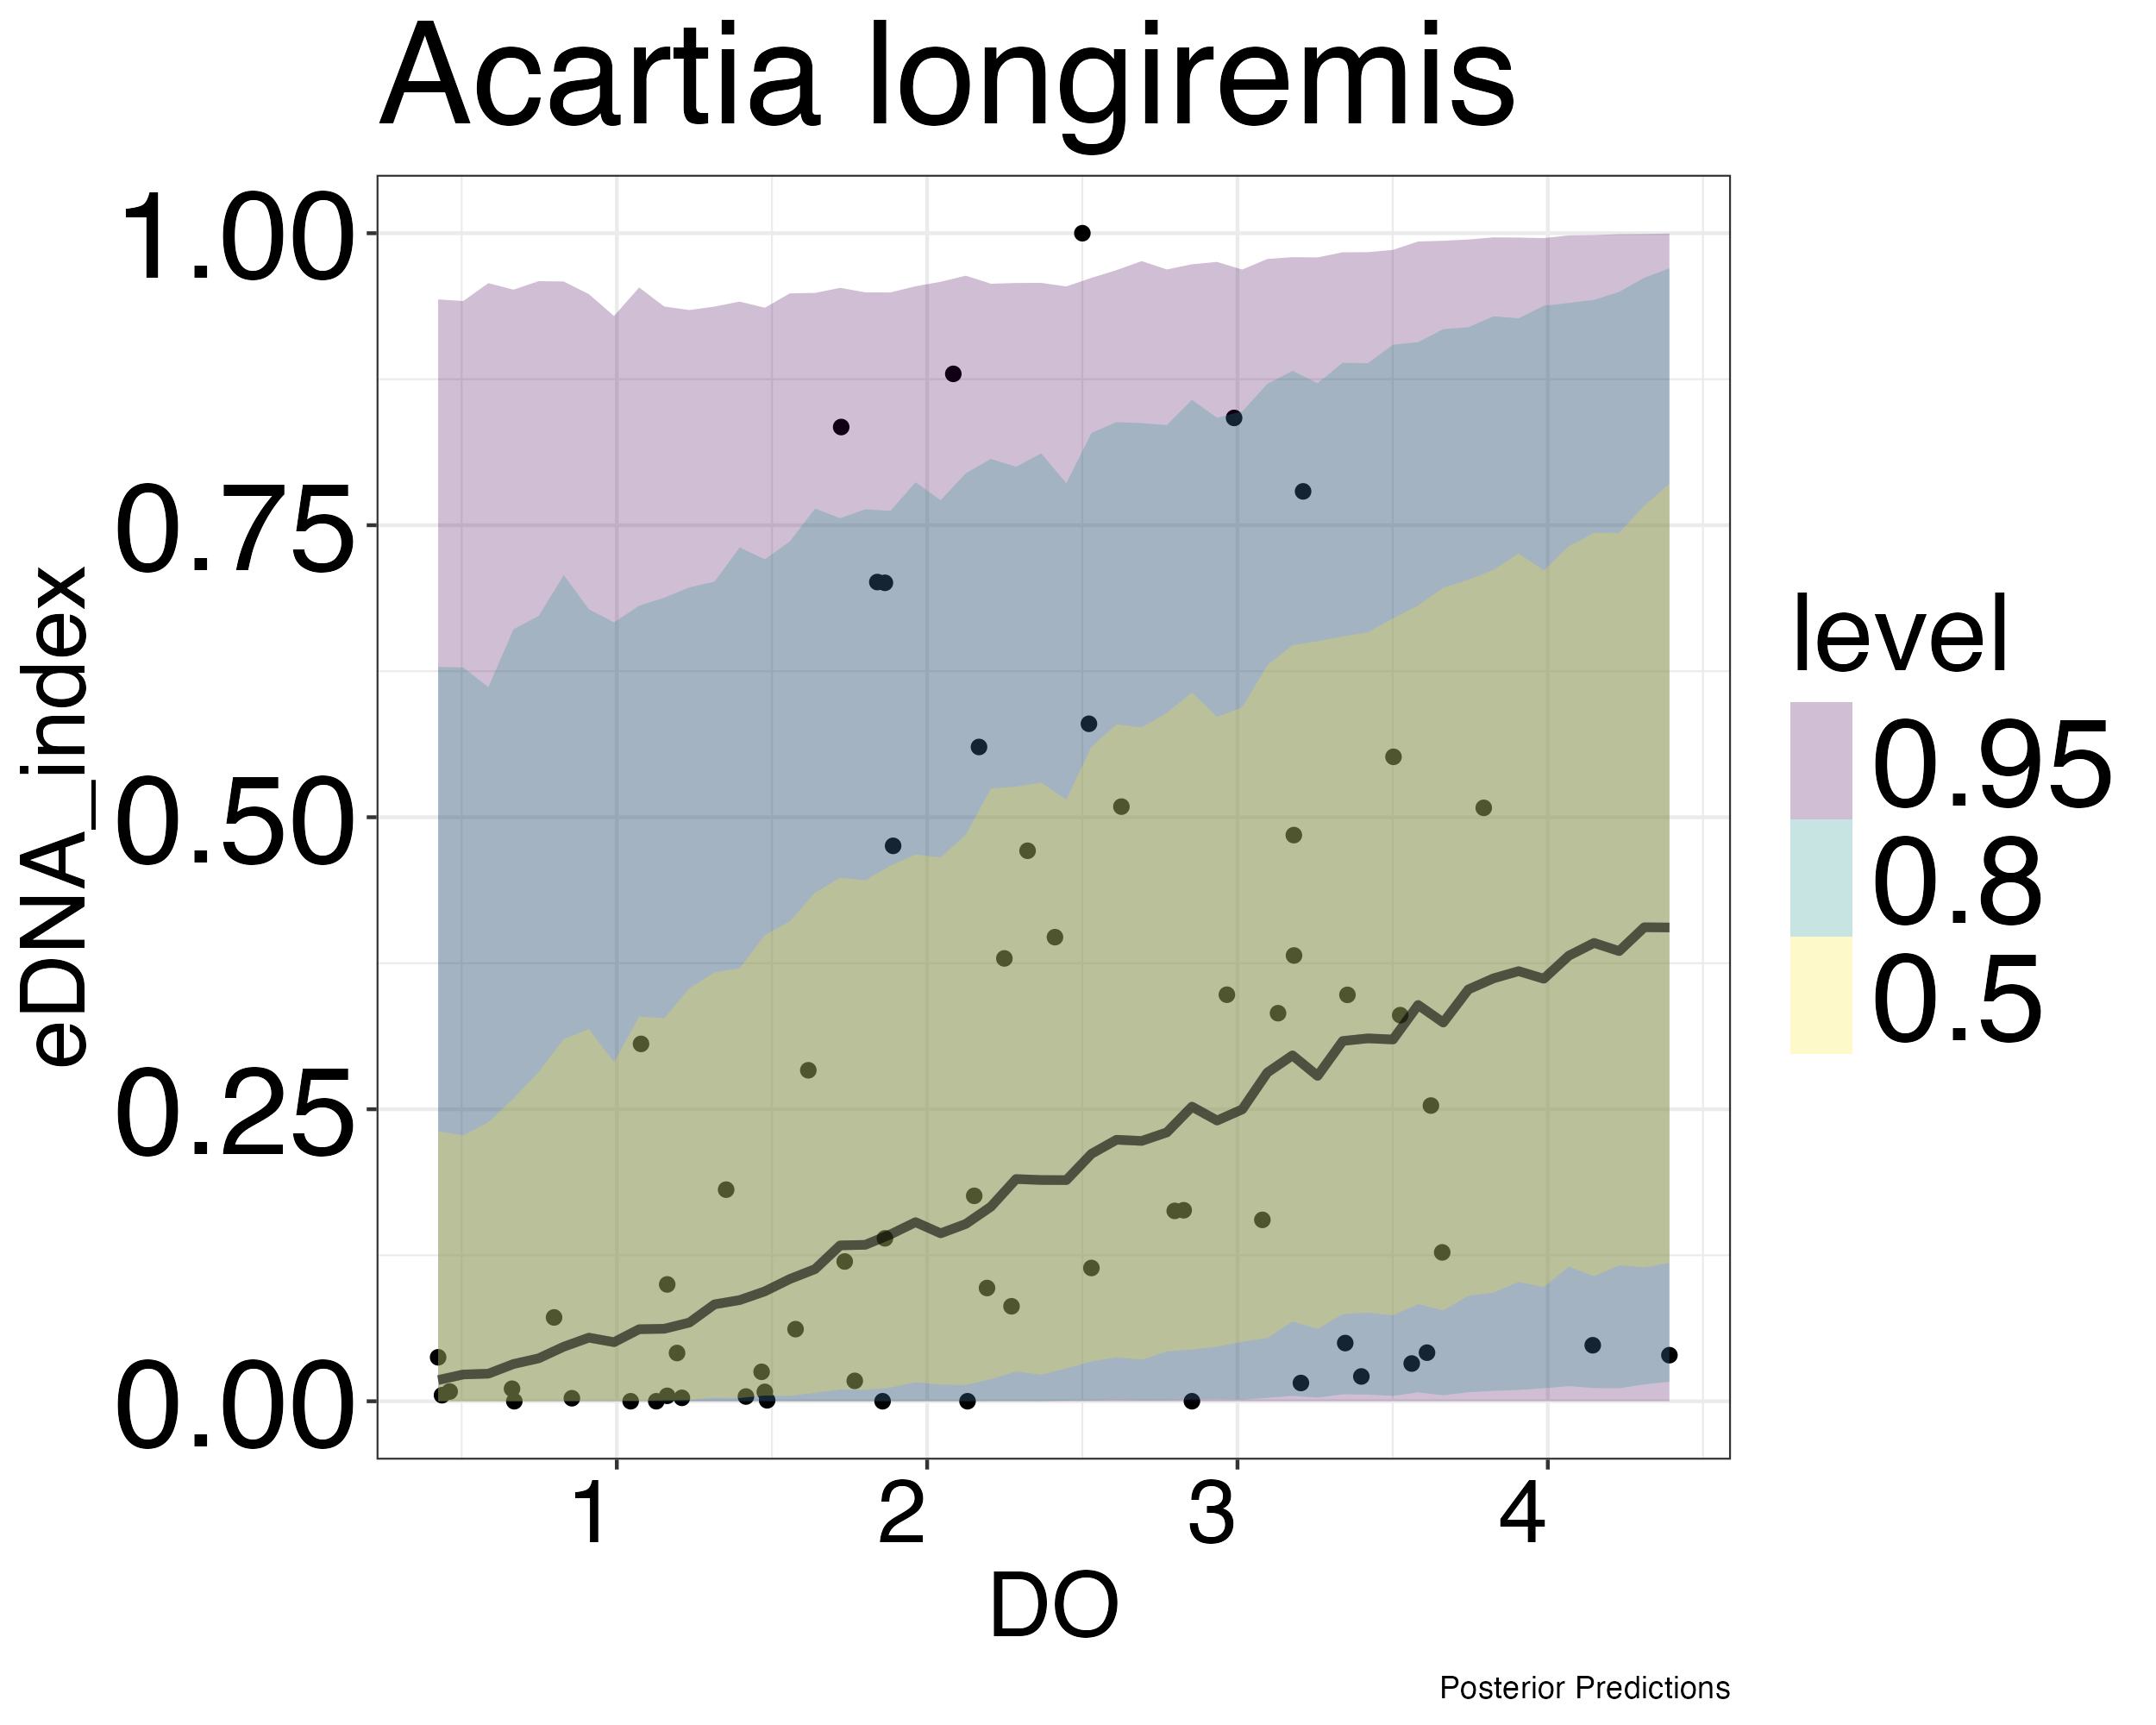 Acartia longiremis
1.00
0.75
0.50
0.25
0.00
eDNA_index
1 2 3 4
DO
level
0.95
0.8
0.5
Posterior Predictions